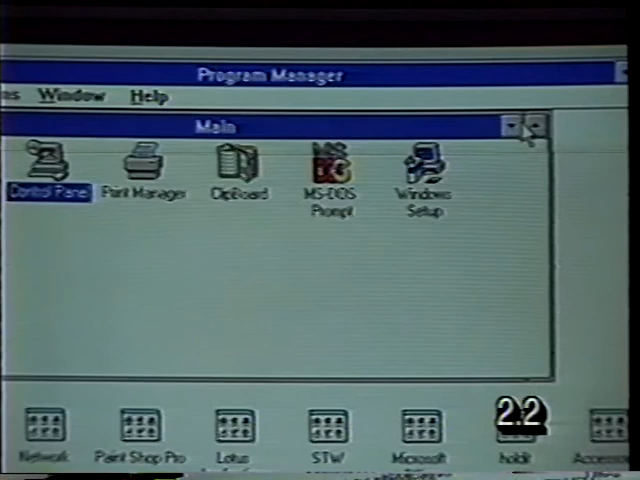 Program Manager
ns Window Help
Main
Control Panel
Print Manager
ClipBoard
MS-DOS Prompt
Windows Setup
22
Network
Paint Shop Pro
Lotus
STW
Microsoft
holdit
Accessor